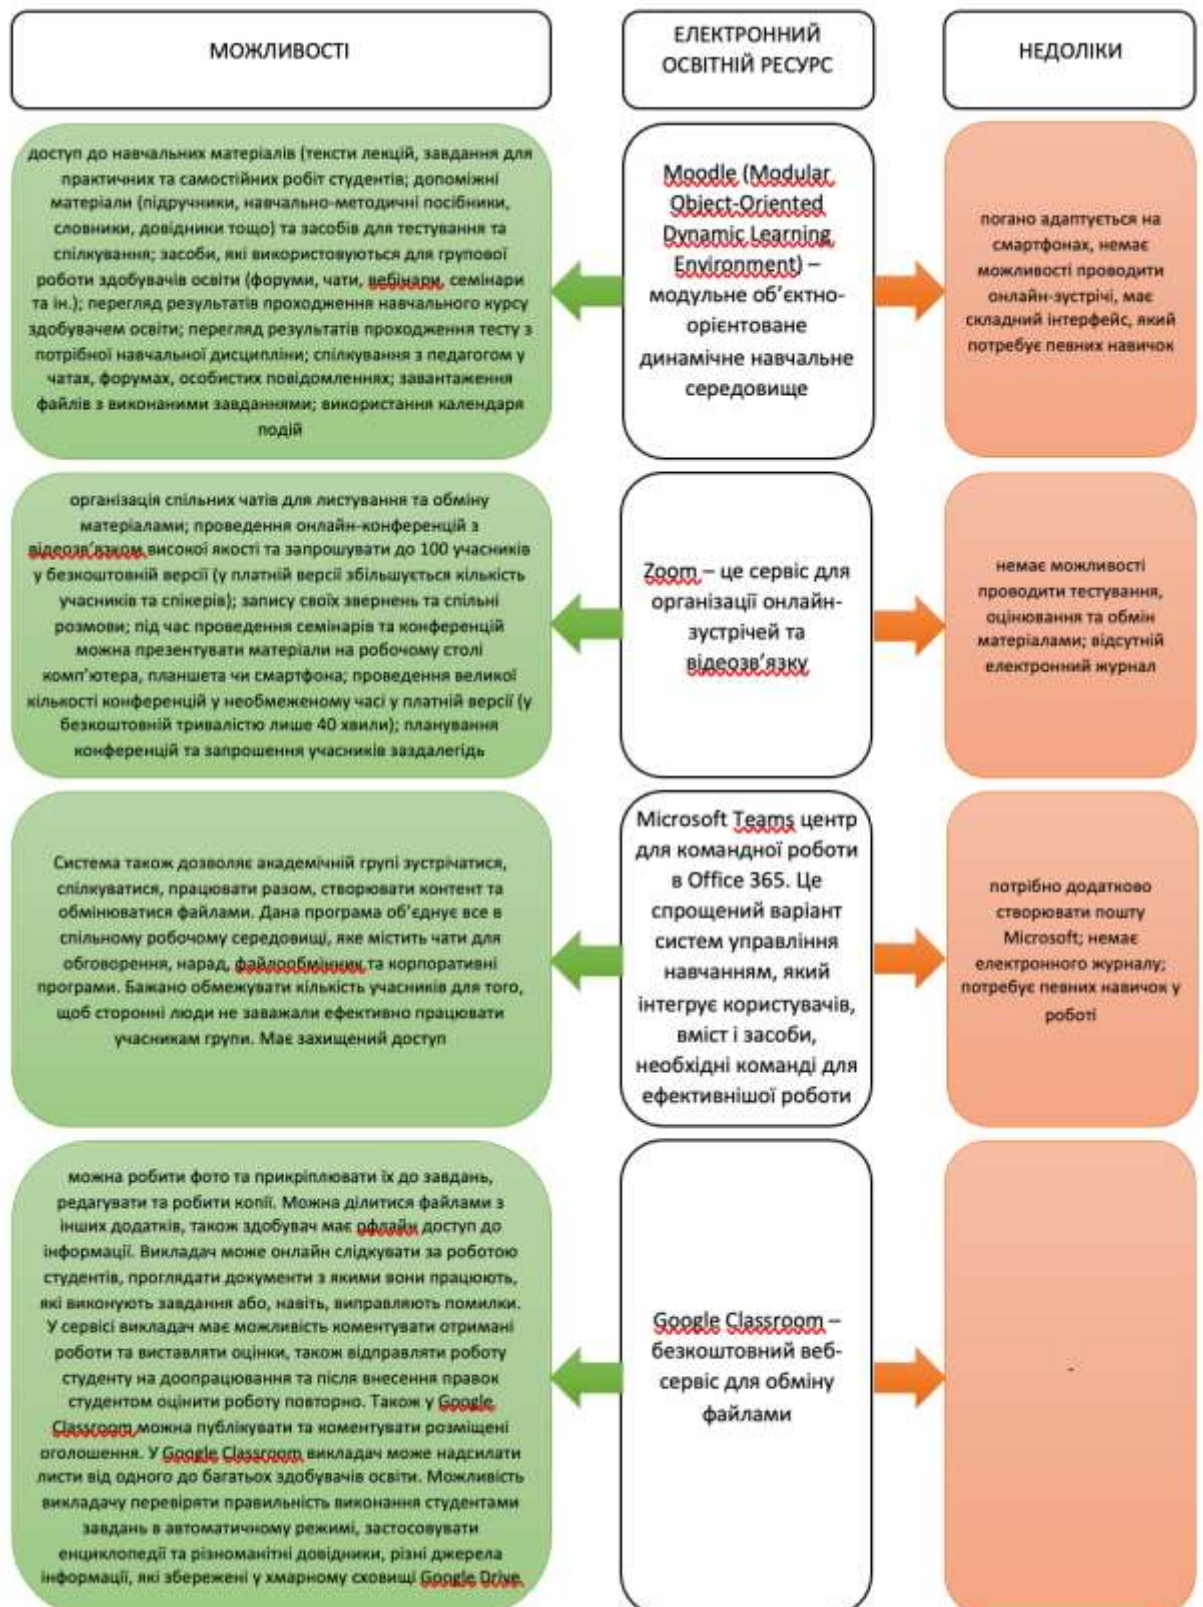 МОЖЛИВОСТІ
ЕЛЕКТРОННИЙ
ОСВІТНІЙ РЕСУРС
НЕДОЛІКИ
доступ до навчальних матеріалів (тексти лекцій, завдання для
практичних та самостійних робіт студентів; допоміжні
матеріали (підручники, навчально-методичні посібники,
словники, довідники тощо) та засобів для тестування та
спілкування; засоби, які використовуються для групової
роботи здобувачів освіти (форуми, чати, вебінари, семінари
та ін.); перегляд результатів проходження навчального курсу
здобувачем освіти; перегляд результатів проходження тесту з
потрібної навчальної дисципліни; спілкування з педагогом у
чатах, форумах, особистих повідомленнях; завантаження
файлів з виконаними завданнями; використання календаря
подій
Moodle (Modular
Object-Oriented
Dynamic Learning
Environment) –
модульне об’єктно-
орієнтоване
динамічне навчальне
середовище
погано адаптується на
смартфонах, немає
можливості проводити
онлайн-зустрічі, має
складний інтерфейс, який
потребує певних навичок
організація спільних чатів для листування та обміну
матеріалами; проведення онлайн-конференцій з
відеозв’язком високої якості та запрошувати до 100 учасників
у безкоштовній версії (у платній версії збільшується кількість
учасників та спікерів); запису своїх звернень та спільні
розмови; під час проведення семінарів та конференцій
можна презентувати матеріали на робочому столі
комп’ютера, планшета чи смартфона; проведення великої
кількості конференцій у необмеженому часі у платній версії (у
безкоштовній тривалістю лише 40 хвили); планування
конференцій та запрошення учасників заздалегідь
Zoom – це сервіс для
організації онлайн-
зустрічей та
відеозв’язку
немає можливості
проводити тестування,
оцінювання та обмін
матеріалами; відсутній
електронний журнал
Система також дозволяє академічній групі зустрічатися,
спілкуватися, працювати разом, створювати контент та
обмінюватися файлами. Дана програма об’єднує все в
спільному робочому середовищі, яке містить чати для
обговорення, нарад, файлообмінник та корпоративні
програми. Бажано обмежувати кількість учасників для того,
щоб сторонні люди не заважали ефективно працювати
учасникам групи. Має захищений доступ
Microsoft Teams центр
для командної роботи
в Office 365. Це
спрощений варіант
систем управління
навчанням, який
інтегрує користувачів,
вміст і засоби,
необхідні команді для
ефективнішої роботи
потрібно додатково
створювати пошту
Microsoft; немає
електронного журналу;
потребує певних навичок у
роботі
можна робити фото та прикріплювати їх до завдань,
редагувати та робити копії. Можна ділитися файлами з
інших додатків, також здобувач має офлайн доступ до
інформації. Викладач може онлайн слідкувати за роботою
студентів, проглядати документи з якими вони працюють,
які виконують завдання або, навіть, виправляють помилки.
У сервісі викладач має можливість коментувати отримані
роботи та виставляти оцінки, також відправляти роботу
студенту на доопрацювання та після внесення правок
студентом оцінити роботу повторно. Також у Google
Classroom можна публікувати та коментувати розміщені
оголошення. У Google Classroom викладач може надсилати
листи від одного до багатьох здобувачів освіти. Можливість
викладачу перевіряти правильність виконання студентами
завдань в автоматичному режимі, застосовувати
енциклопедії та різноманітні довідники, різні джерела
інформації, які збережені у хмарному сховищі Google Drive
Google Classroom –
безкоштовний веб-
сервіс для обміну
файлами
-